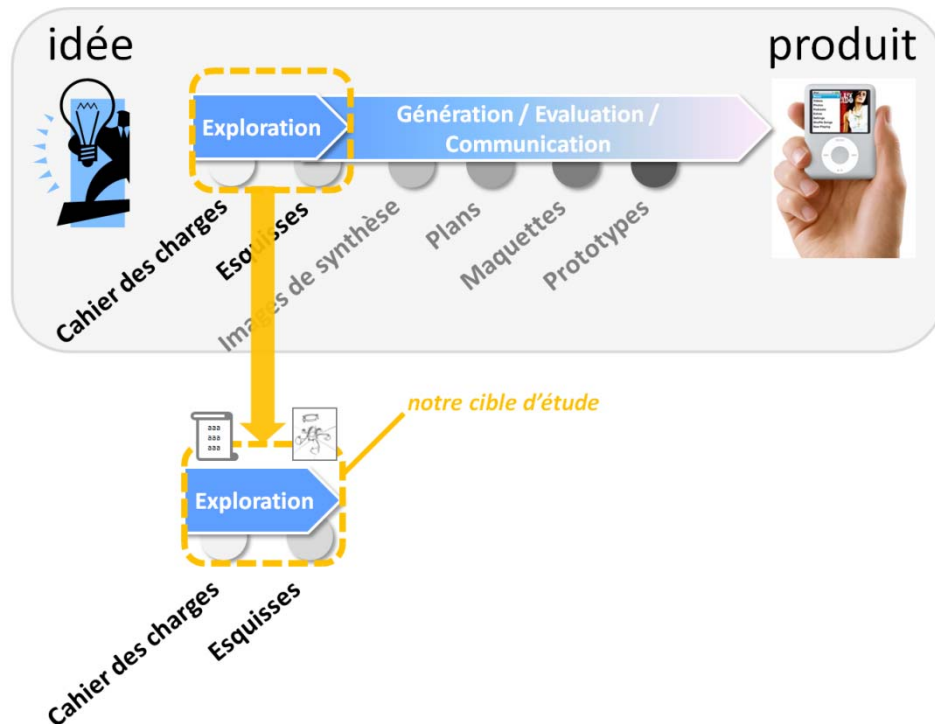 idée
produit
Exploration
Génération / Evaluation /
Communication
Cahier des charges
Esquisses
Images de synthèse
Plans
Maquettes
Prototypes
notre cible d'étude
Exploration
Cahier des charges
Esquisses